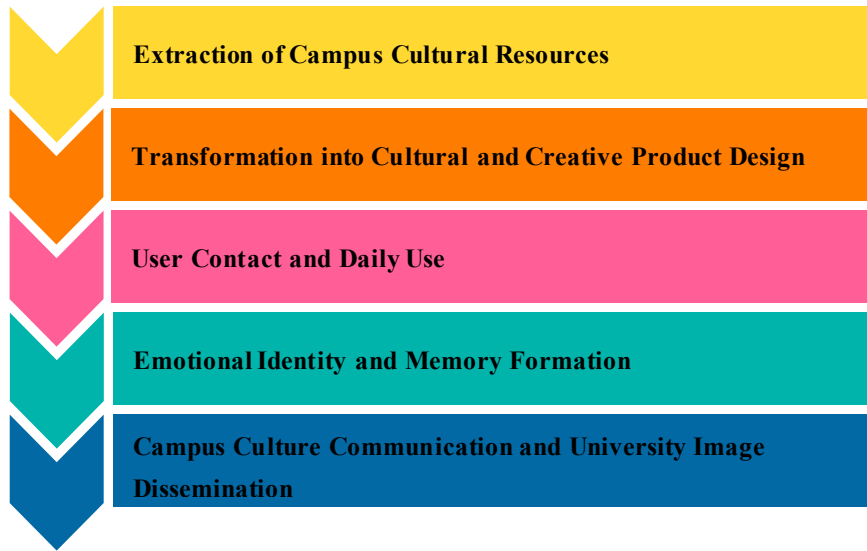 Extraction of Campus Cultural Resources
Transformation into Cultural and Creative Product Design
User Contact and Daily Use
Emotional Identity and Memory Formation
Campus Culture Communication and University Image
Dissemination